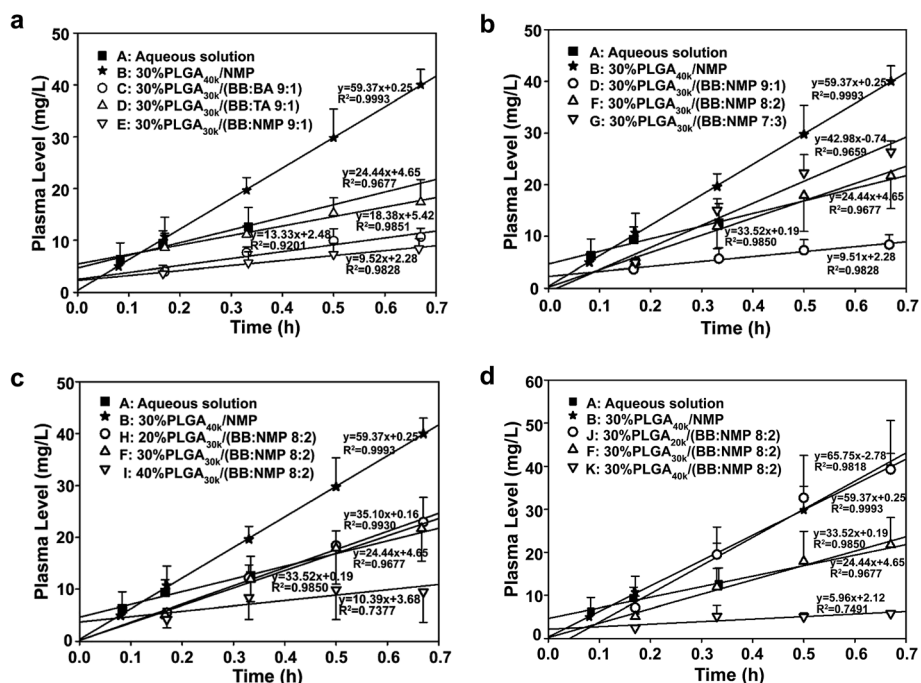 a
50
40
30
20
10
0
Plasma Level (mg/L)
A: Aqueous solution
B: 30%PLGA40k/NMP
C: 30%PLGA30k/(BB:BA 9:1)
D: 30%PLGA30k/(BB:TA 9:1)
E: 30%PLGA30k/(BB:NMP 9:1)
y=59.37x+0.25
R²=0.9993
y=24.44x+4.65
R²=0.9677
y=18.38x+5.42
R²=0.9851
y=13.33x+2.48
R²=0.9201
y=9.52x+2.28
R²=0.9828
0.0 0.1 0.2 0.3 0.4 0.5 0.6 0.7
Time (h)
b
50
40
30
20
10
0
Plasma Level (mg/L)
A: Aqueous solution
B: 30%PLGA40k/NMP
D: 30%PLGA30k/(BB:NMP 9:1)
F: 30%PLGA30k/(BB:NMP 8:2)
G: 30%PLGA30k/(BB:NMP 7:3)
y=59.37x+0.25
R²=0.9993
y=42.98x-0.74
R²=0.9659
y=24.44x+4.65
R²=0.9677
y=33.52x+0.19
R²=0.9850
y=9.51x+2.28
R²=0.9828
0.0 0.1 0.2 0.3 0.4 0.5 0.6 0.7
Time (h)
c
50
40
30
20
10
0
Plasma Level (mg/L)
A: Aqueous solution
B: 30%PLGA40k/NMP
H: 20%PLGA30k/(BB:NMP 8:2)
F: 30%PLGA30k/(BB:NMP 8:2)
I: 40%PLGA30k/(BB:NMP 8:2)
y=59.37x+0.25
R²=0.9993
y=35.10x+0.16
R²=0.9930
y=24.44x+4.65
R²=0.9677
y=33.52x+0.19
R²=0.9850
y=10.39x+3.68
R²=0.7377
0.0 0.1 0.2 0.3 0.4 0.5 0.6 0.7
Time (h)
d
60
50
40
30
20
10
0
Plasma Level (mg/L)
A: Aqueous solution
B: 30%PLGA40k/NMP
J: 30%PLGA20k/(BB:NMP 8:2)
F: 30%PLGA30k/(BB:NMP 8:2)
K: 30%PLGA40k/(BB:NMP 8:2)
y=65.75x-2.78
R²=0.9818
y=59.37x+0.25
R²=0.9993
y=33.52x+0.19
R²=0.9850
y=24.44x+4.65
R²=0.9677
y=5.96x+2.12
R²=0.7491
0.0 0.1 0.2 0.3 0.4 0.5 0.6 0.7
Time (h)